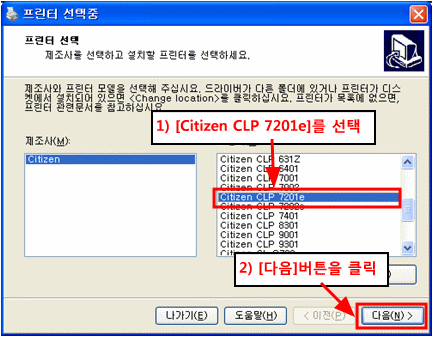 프린터 선택중
프린터 선택
제조사를 선택하고 설치할 프린터를 선택하세요.
제조사와 프린터 모델을 선택해 주십시요. 드라이버가 다른 폴더에 있거나 프린터가 디스
켓에서 설치되어 있으면 <Change location>을 클릭하십시요. 프린터가 목록에 없으면,
프린터 관련문서를 참고하십시요.
1) [Citizen CLP 7201e]를 선택
제조사(M):
Citizen
Citizen CLP 631Z
Citizen CLP 6401
Citizen CLP 7001
Citizen CLP 7002
Citizen CLP 7201e
Citizen CLP 7202e
Citizen CLP 7401
Citizen CLP 8301
Citizen CLP 9001
Citizen CLP 9301
2) [다음]버튼을 클릭
나가기(E)
도움말(H)
< 이전(P)
다음(N) >